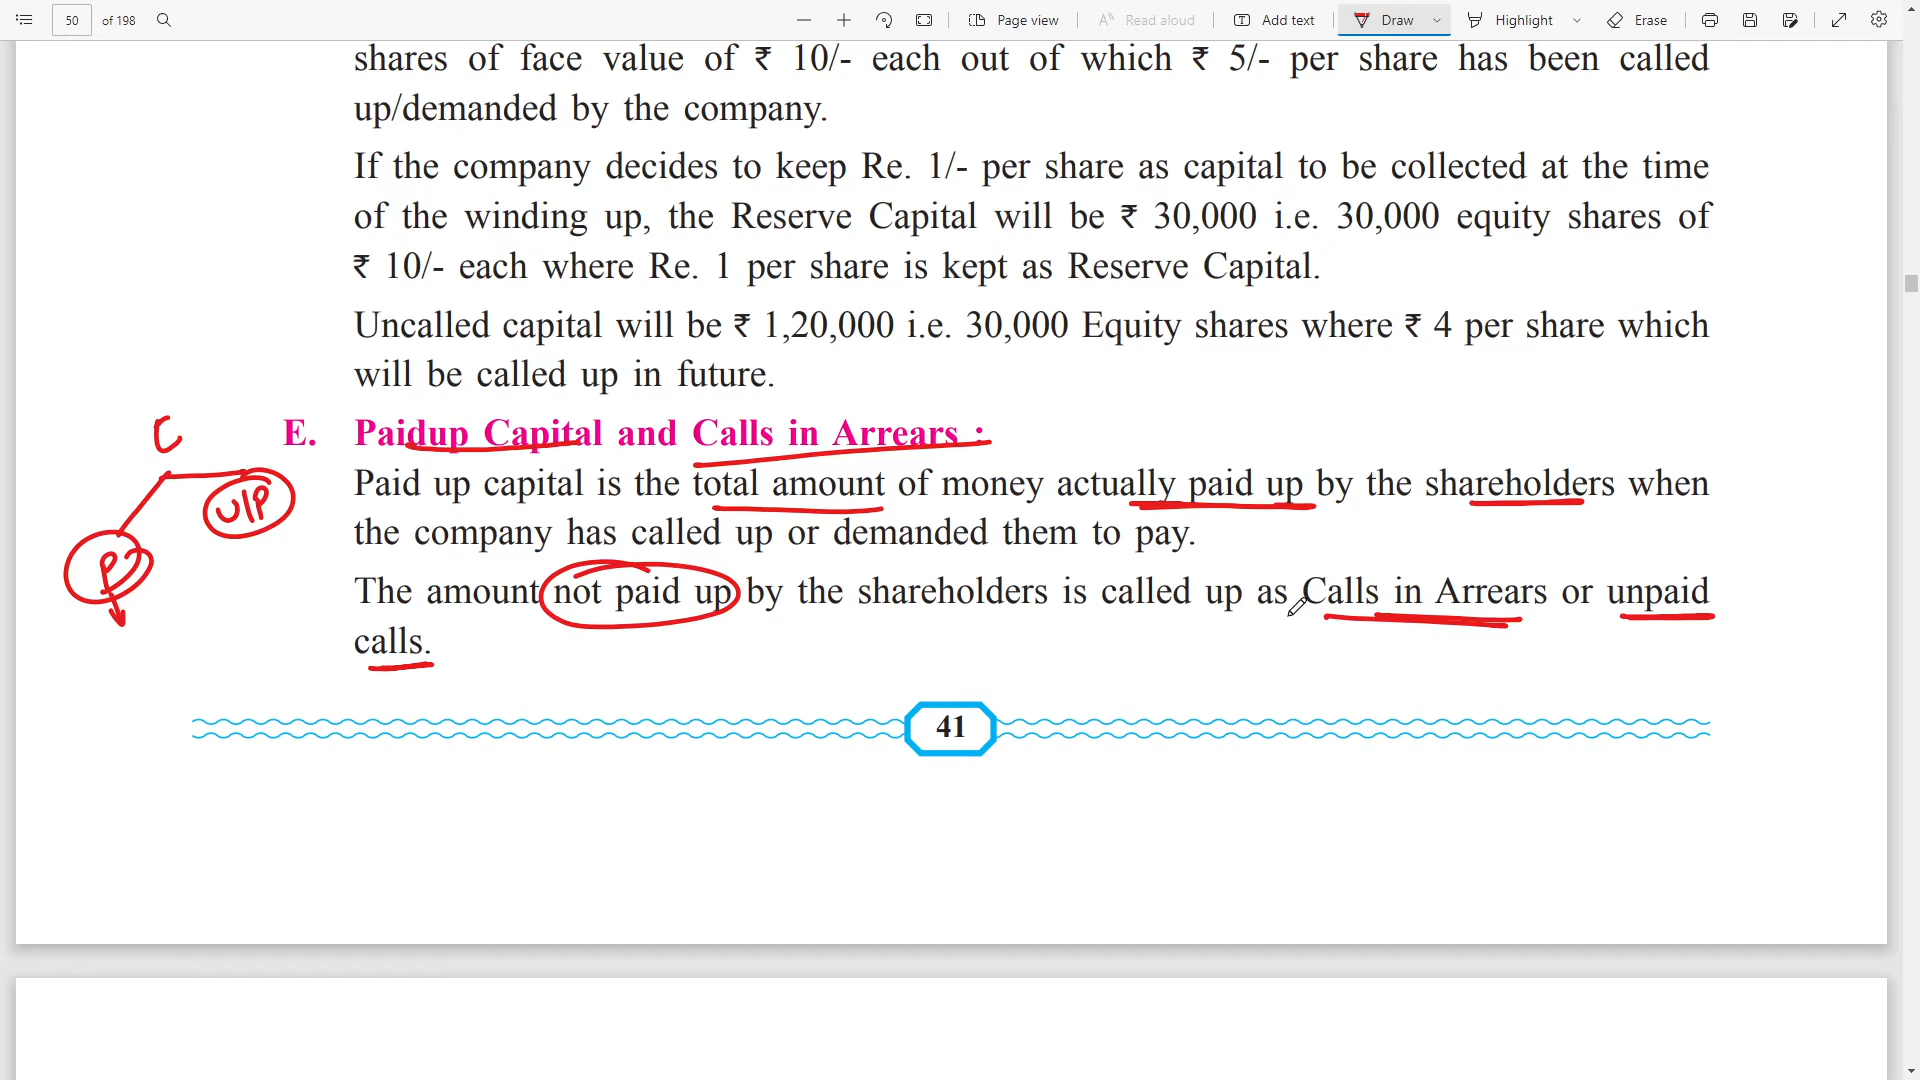 50 of 198 Page view Read aloud Add text Draw Highlight Erase
shares of face value of ₹ 10/- each out of which ₹ 5/- per share has been called
up/demanded by the company.
If the company decides to keep Re. 1/- per share as capital to be collected at the time
of the winding up, the Reserve Capital will be ₹ 30,000 i.e. 30,000 equity shares of
₹ 10/- each where Re. 1 per share is kept as Reserve Capital.
Uncalled capital will be ₹ 1,20,000 i.e. 30,000 Equity shares where ₹ 4 per share which
will be called up in future.
C
E. Paidup Capital and Calls in Arrears :
Paid up capital is the total amount of money actually paid up by the shareholders when
U/P
the company has called up or demanded them to pay.
P
The amount not paid up by the shareholders is called up as Calls in Arrears or unpaid
calls.
41